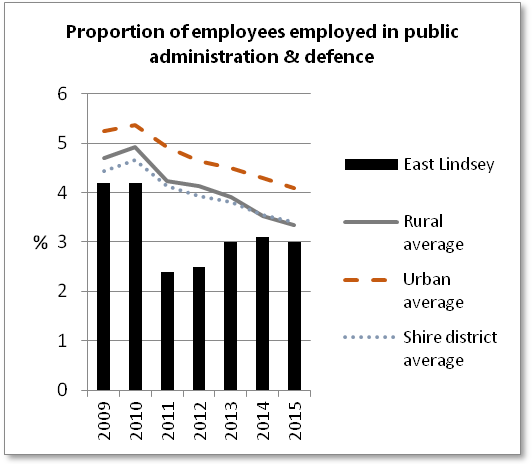 Proportion of employees employed in public
administration & defence
6
5
4
3
2
1
0
%
2009
2010
2011
2012
2013
2014
2015
East Lindsey
Rural
average
Urban
average
Shire district
average